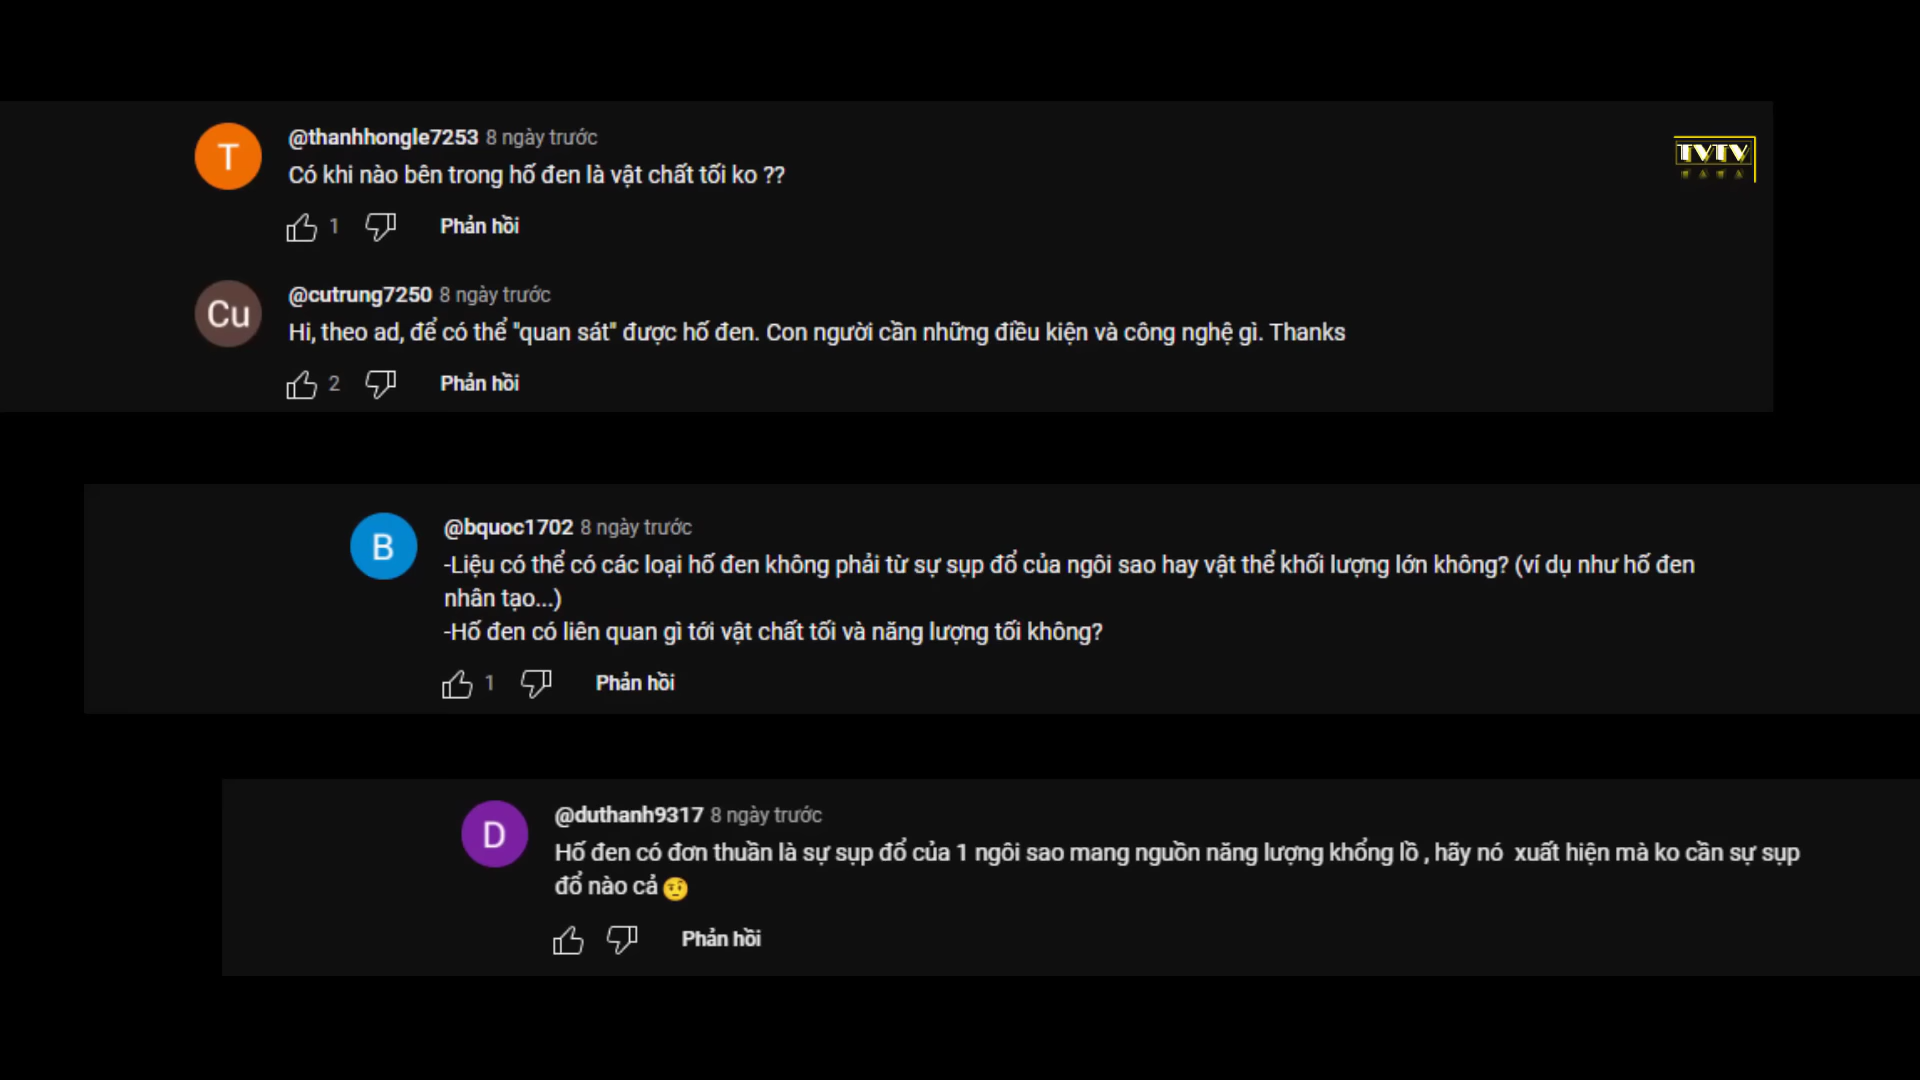 @thanhhongle7253 8 ngày trước
TVTV
Có khi nào bên trong hố đen là vật chất tối ko ??
1 Phản hồi
@cutrung7250 8 ngày trước
Cu
Hi, theo ad, để có thể "quan sát" được hố đen. Con người cần những điều kiện và công nghệ gì. Thanks
2 Phản hồi
@bquoc1702 8 ngày trước
B
-Liệu có thể có các loại hố đen không phải từ sự sụp đổ của ngôi sao hay vật thể khối lượng lớn không? (ví dụ như hố đen
nhân tạo...)
-Hố đen có liên quan gì tới vật chất tối và năng lượng tối không?
1 Phản hồi
@duthanh9317 8 ngày trước
D
Hố đen có đơn thuần là sự sụp đổ của 1 ngôi sao mang nguồn năng lượng khổng lồ , hãy nó xuất hiện mà ko cần sự sụp
đổ nào cả🤨
Phản hồi
T